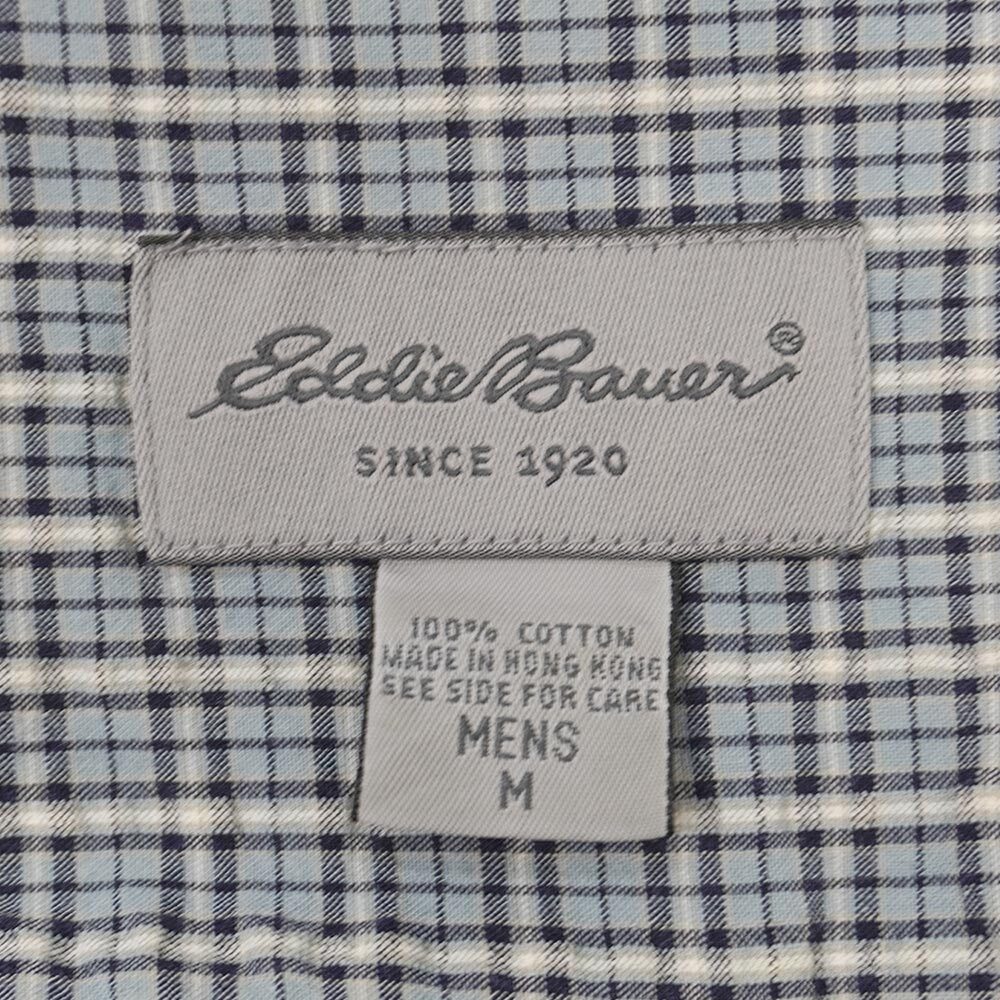 Eddie Bauer®
SINCE 1920
100% COTTON
MADE IN HONG KONG
SEE SIDE FOR CARE
MENS
M